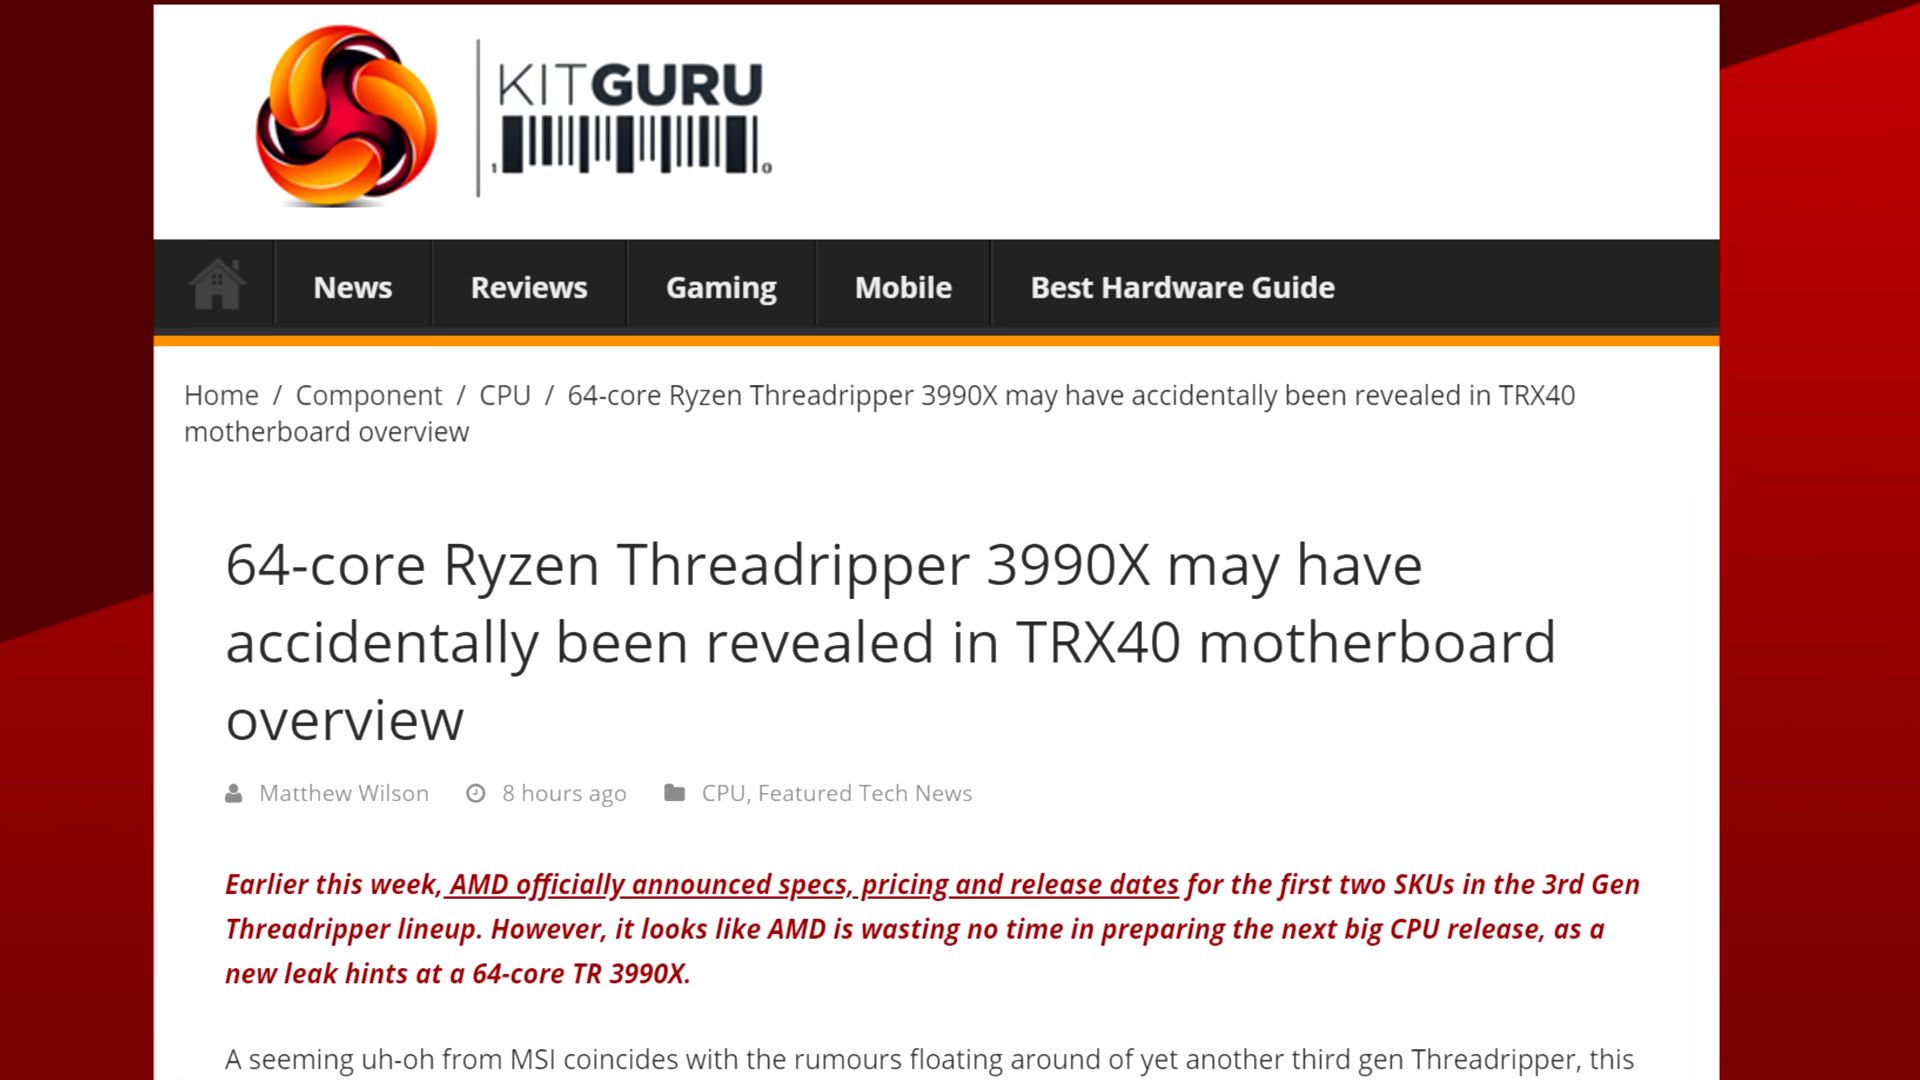 KITGURU
1 0
News Reviews Gaming Mobile Best Hardware Guide
Home / Component / CPU / 64-core Ryzen Threadripper 3990X may have accidentally been revealed in TRX40
motherboard overview
64-core Ryzen Threadripper 3990X may have
accidentally been revealed in TRX40 motherboard
overview
Matthew Wilson 8 hours ago CPU, Featured Tech News
Earlier this week, AMD officially announced specs, pricing and release dates for the first two SKUs in the 3rd Gen
Threadripper lineup. However, it looks like AMD is wasting no time in preparing the next big CPU release, as a
new leak hints at a 64-core TR 3990X.
A seeming uh-oh from MSI coincides with the rumours floating around of yet another third gen Threadripper, this